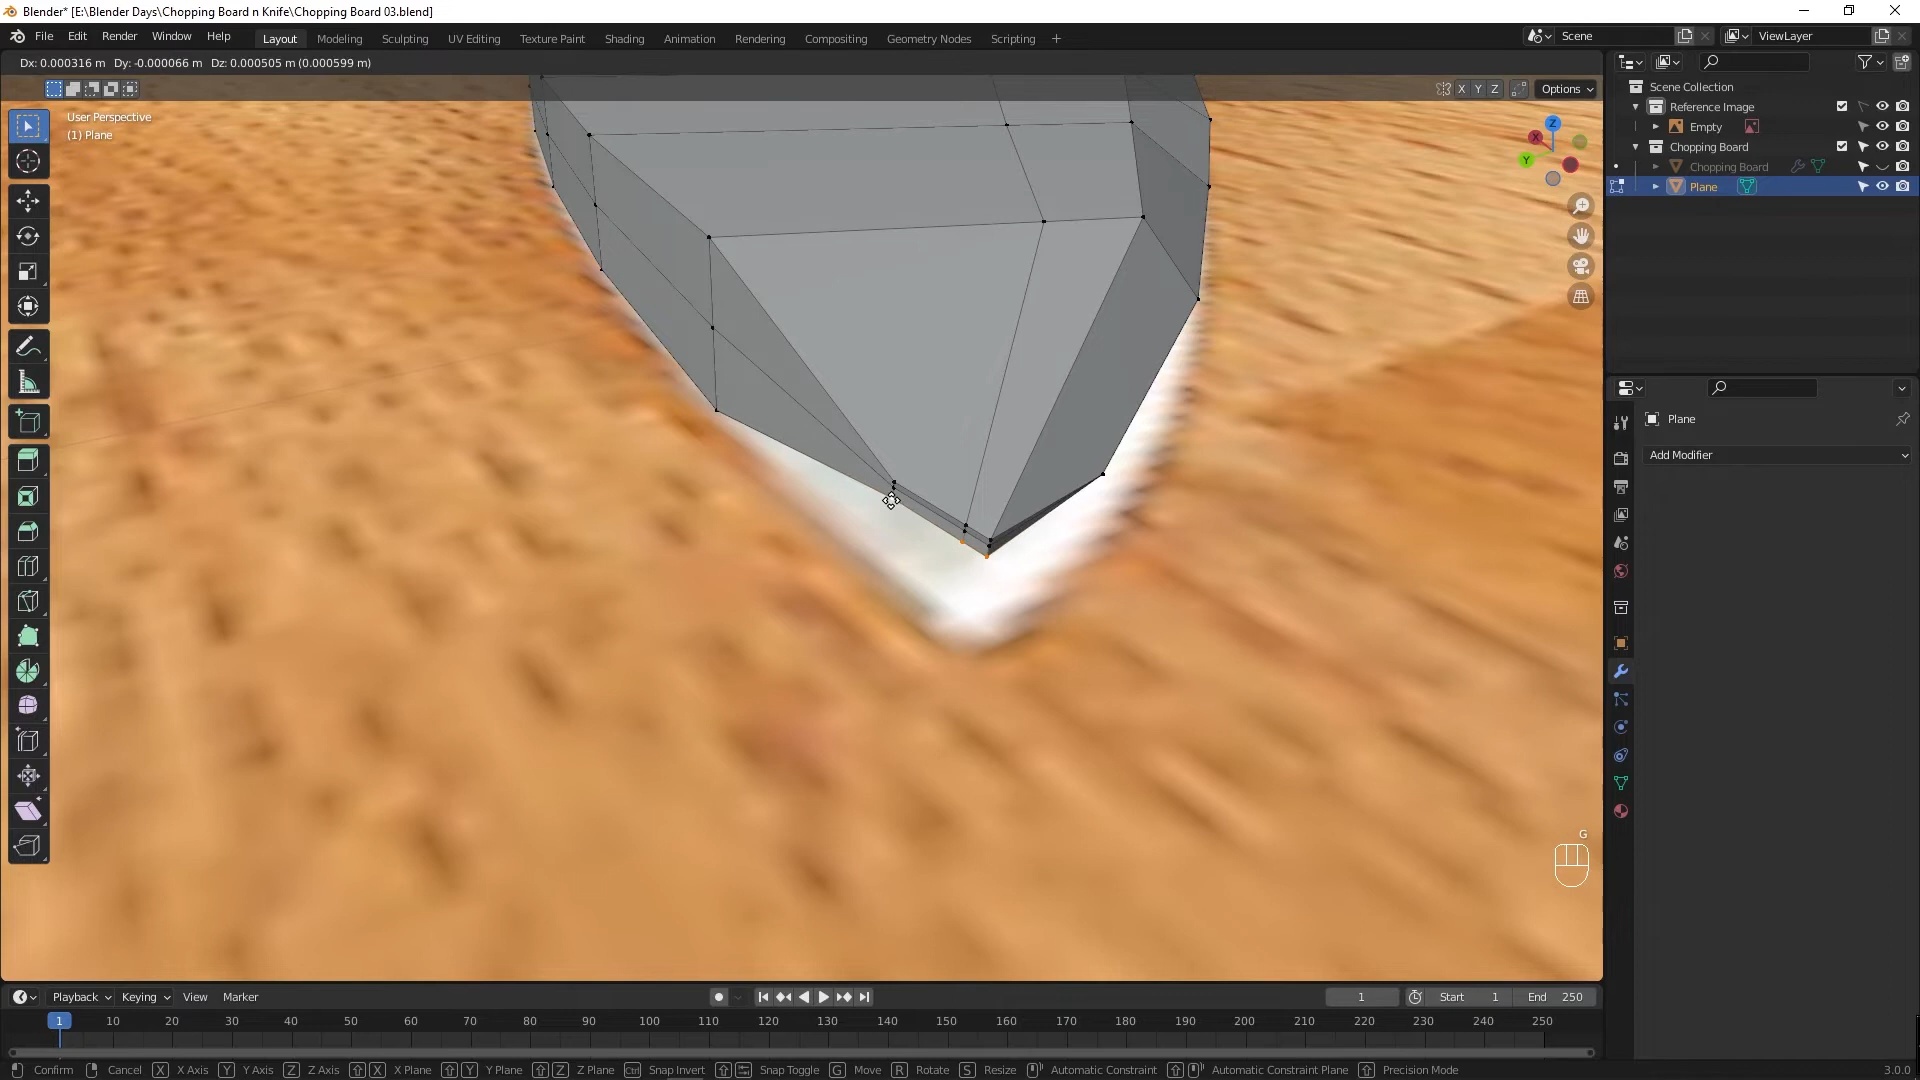 Blender* [E:\Blender Days\Chopping Board n Knife\Chopping Board 03.blend]
File Edit Render Window Help Layout Modeling Sculpting UV Editing Texture Paint Shading Animation Rendering Compositing Geometry Nodes Scripting + Scene ViewLayer
Dx: 0.000316 m Dy: -0.000066 m Dz: 0.000505 m (0.000599 m)
X Y Z Options
User Perspective
(1) Plane
Z
X
Y
Scene Collection
Reference Image
Empty
Chopping Board
Chopping Board
Plane
Plane
Add Modifier
G
Playback Keying View Marker 1 Start 1 End 250
1 10 20 30 40 50 60 70 80 90 100 110 120 130 140 150 160 170 180 190 200 210 220 230 240 250
Confirm Cancel X X Axis Y Y Axis Z Z Axis X X Plane Y Y Plane Z Z Plane Ctrl Snap Invert Snap Toggle G Move R Rotate S Resize Automatic Constraint Automatic Constraint Plane Precision Mode 3.0.0